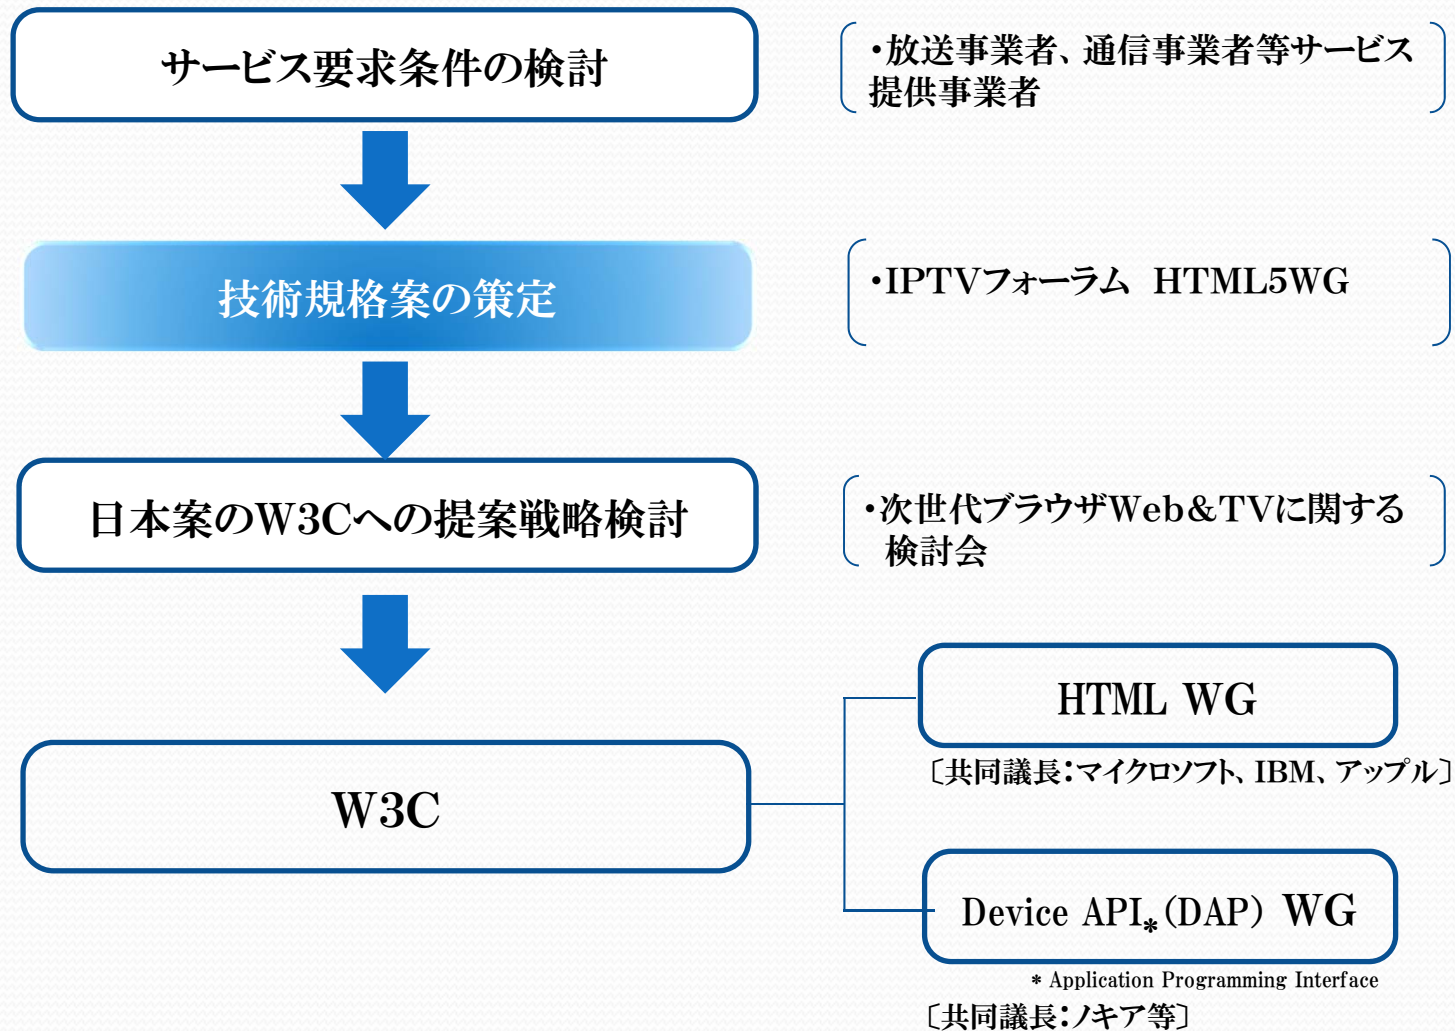 サービス要求条件の検討
・放送事業者、通信事業者等サービス
提供事業者
技術規格案の策定
・IPTVフォーラム HTML5WG
日本案のW3Cへの提案戦略検討
・次世代ブラウザWeb&TVに関する
検討会
HTML WG
〔共同議長：マイクロソフト、IBM、アップル〕
W3C
Device API*(DAP) WG
* Application Programming Interface
〔共同議長：ノキア等〕